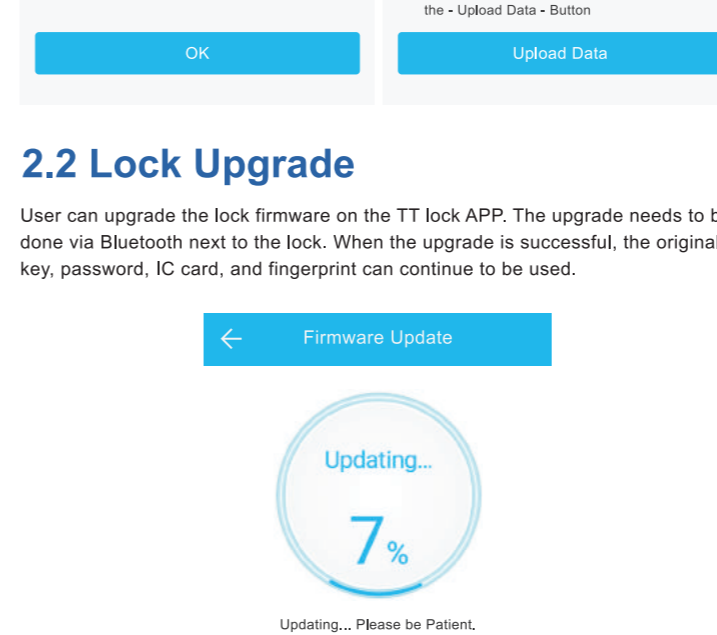 the - Upload Data - Button
OK
Upload Data
2.2 Lock Upgrade
User can upgrade the lock firmware on the TT lock APP. The upgrade needs to
done via Bluetooth next to the lock. When the upgrade is successful, the original
key, password, IC card, and fingerprint can continue to be used.
Firmware Update
Updating...
7%
Updating... Please be Patient.